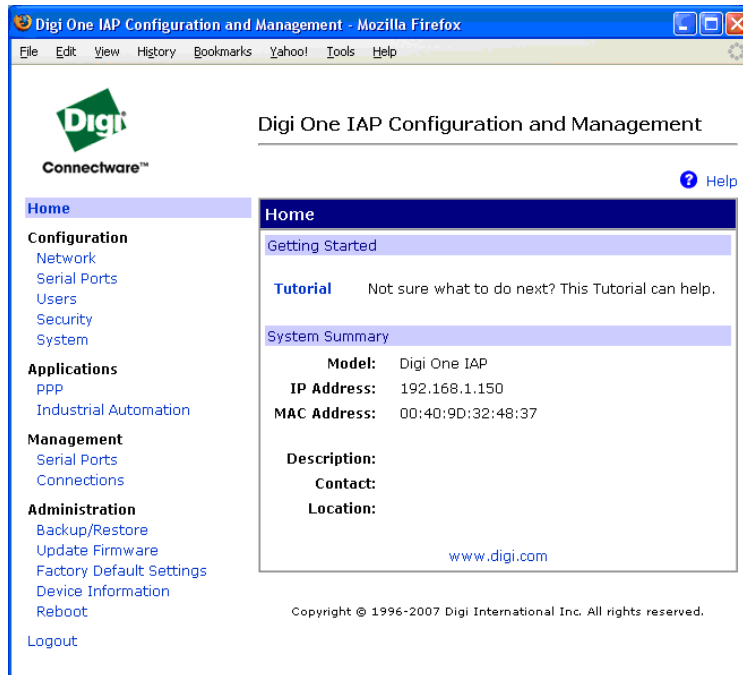 Digi One IAP Configuration and Management - Mozilla Firefox
File Edit View History Bookmarks Yahoo! Tools Help
Digi
Connectware™
Digi One IAP Configuration and Management
? Help
Home
Configuration
Network
Serial Ports
Users
Security
System
Applications
PPP
Industrial Automation
Management
Serial Ports
Connections
Administration
Backup/Restore
Update Firmware
Factory Default Settings
Device Information
Reboot
Logout
Home
Getting Started
Tutorial Not sure what to do next? This Tutorial can help.
System Summary
Model: Digi One IAP
IP Address: 192.168.1.150
MAC Address: 00:40:9D:32:48:37
Description:
Contact:
Location:
www.digi.com
Copyright © 1996-2007 Digi International Inc. All rights reserved.